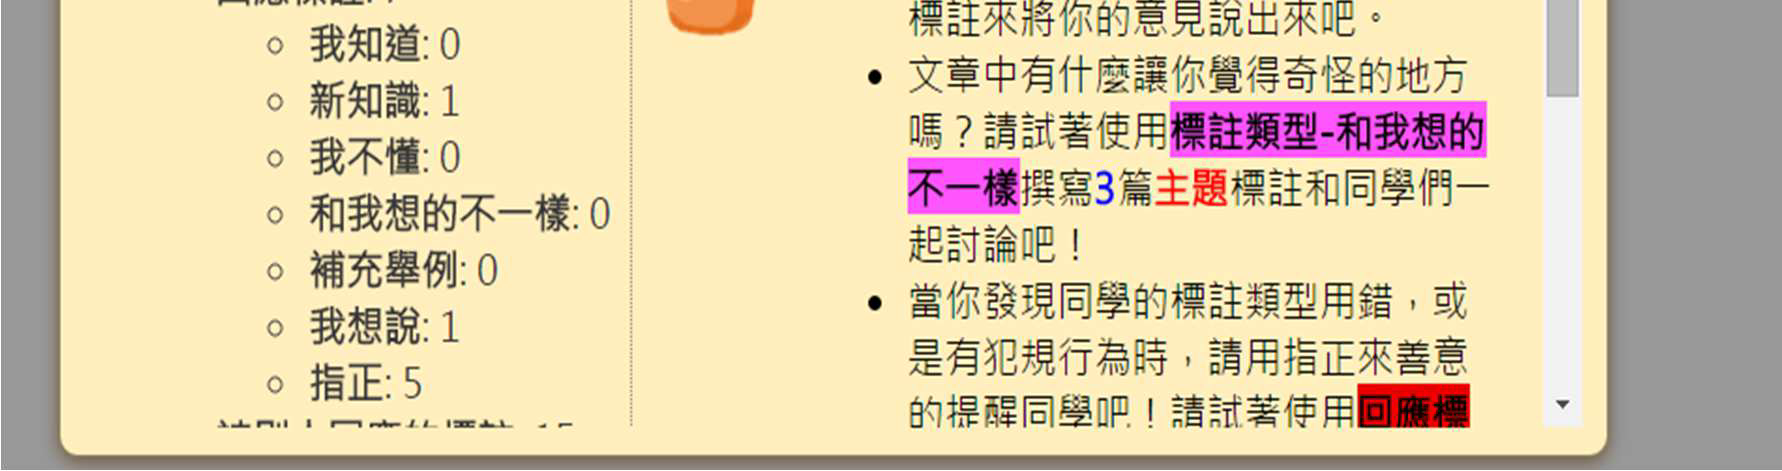 我知道: 0
新知識: 1
我不懂: 0
和我想的不一樣: 0
補充舉例: 0
我想說: 1
指正: 5
標註來將你的意見說出來吧。
文章中有什麼讓你覺得奇怪的地方
嗎？請試著使用標註類型-和我想的
不一樣撰寫3篇主題標註和同學們一
起討論吧！
當你發現同學的標註類型用錯，或
是有犯規行為時，請用指正來善意
的提醒同學吧！請試著使用回應標